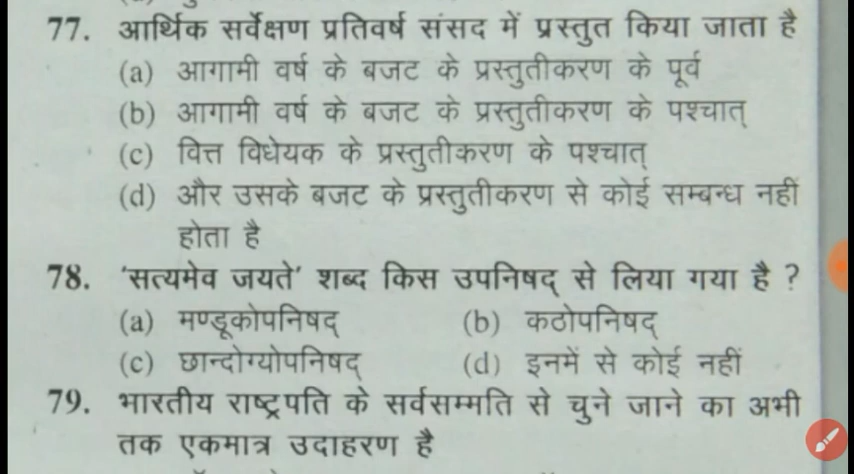 77. आर्थिक सर्वेक्षण प्रतिवर्ष संसद में प्रस्तुत किया जाता है
(a) आगामी वर्ष के बजट के प्रस्तुतीकरण के पूर्व
(b) आगामी वर्ष के बजट के प्रस्तुतीकरण के पश्चात्
(c) वित्त विधेयक के प्रस्तुतीकरण के पश्चात्
(d) और उसके बजट के प्रस्तुतीकरण से कोई सम्बन्ध नहीं
होता है
78. 'सत्यमेव जयते' शब्द किस उपनिषद् से लिया गया है ?
(a) मण्डूकोपनिषद् (b) कठोपनिषद्
(c) छान्दोग्योपनिषद् (d) इनमें से कोई नहीं
79. भारतीय राष्ट्रपति के सर्वसम्मति से चुने जाने का अभी
तक एकमात्र उदाहरण है